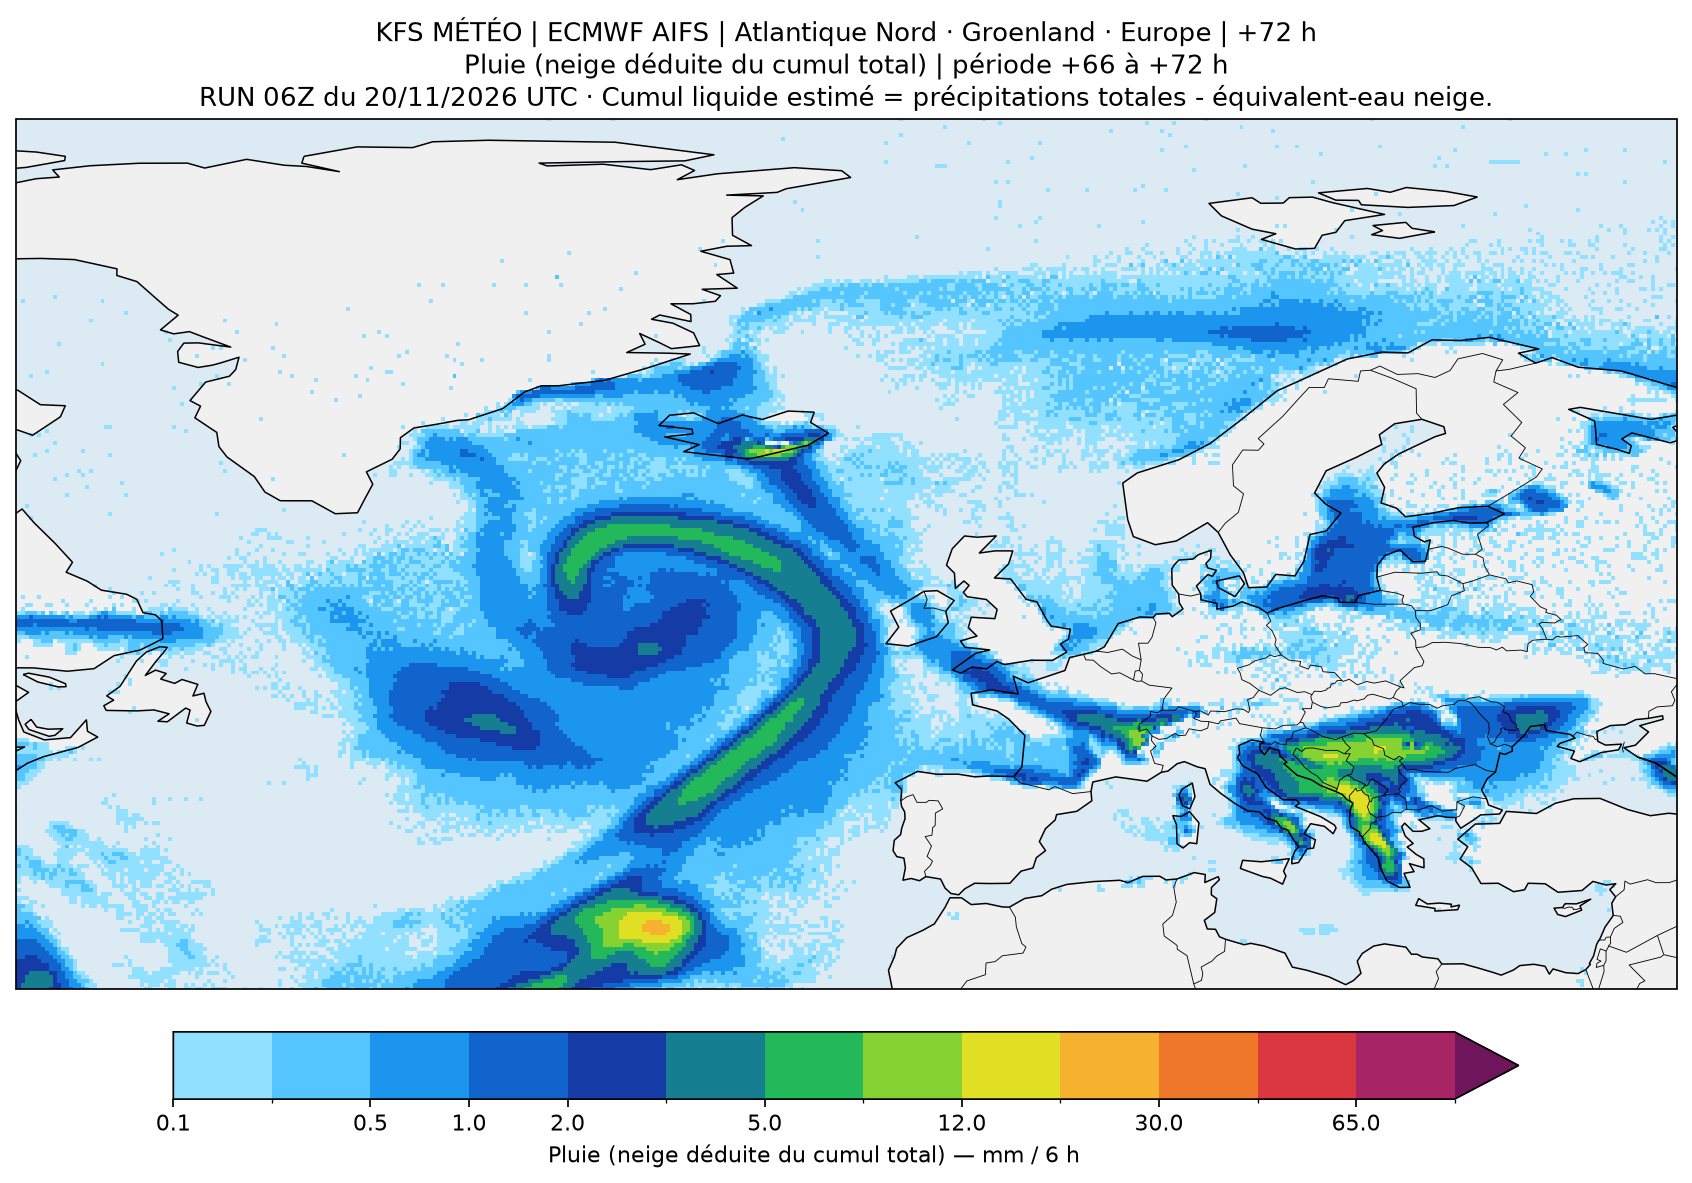 KFS MÉTÉO | ECMWF AIFS | Atlantique Nord · Groenland · Europe | +72 h
Pluie (neige déduite du cumul total) | période +66 à +72 h
RUN 06Z du 20/11/2026 UTC · Cumul liquide estimé = précipitations totales - équivalent-eau neige.
0.1 0.5 1.0 2.0 5.0 12.0 30.0 65.0
Pluie (neige déduite du cumul total) — mm / 6 h